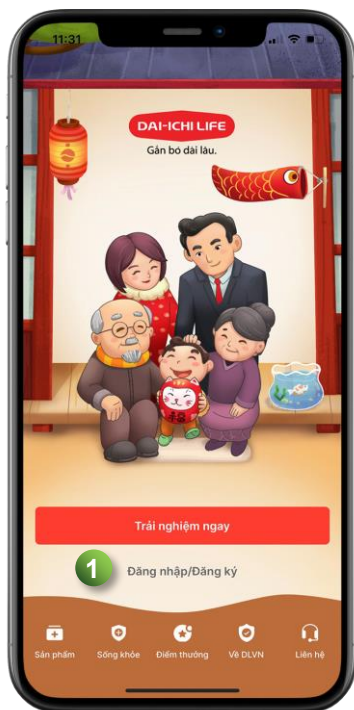 11:31
DAI-ICHI LIFE
Gắn bó dài lâu.
Trải nghiệm ngay
1
Đăng nhập/Đăng ký
Sản phẩm
Sống khỏe
Điểm thưởng
Về DLVN
Liên hệ